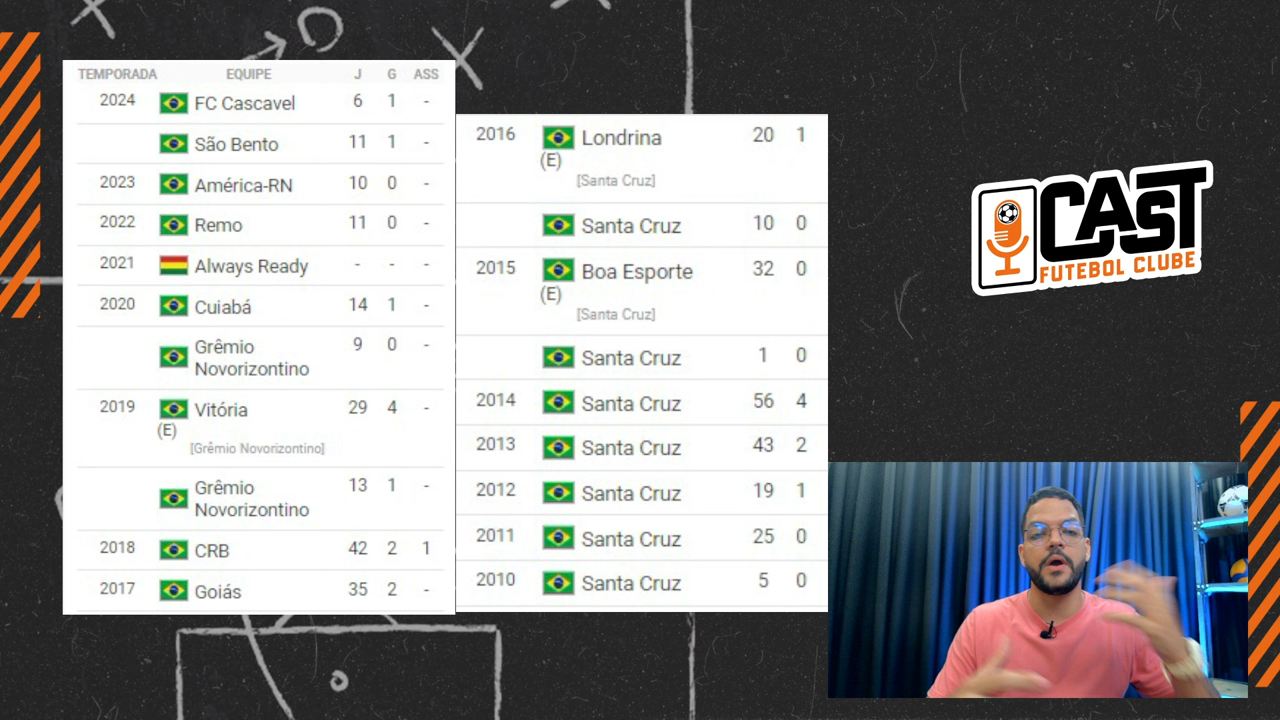 TEMPORADA EQUIPE J G ASS
2024 FC Cascavel 6 1 -
São Bento 11 1 -
2023 América-RN 10 0 -
2022 Remo 11 0 -
2021 Always Ready - - -
2020 Cuiabá 14 1 -
Grêmio 9 0 -
Novorizontino
2019 Vitória 29 4 -
(E)
[Grêmio Novorizontino]
Grêmio 13 1 -
Novorizontino
2018 CRB 42 2 1
2017 Goiás 35 2 -
2016 Londrina 20 1
(E)
[Santa Cruz]
Santa Cruz 10 0
2015 Boa Esporte 32 0
(E)
[Santa Cruz]
Santa Cruz 1 0
2014 Santa Cruz 56 4
2013 Santa Cruz 43 2
2012 Santa Cruz 19 1
2011 Santa Cruz 25 0
2010 Santa Cruz 5 0
CAST
FUTEBOL CLUBE